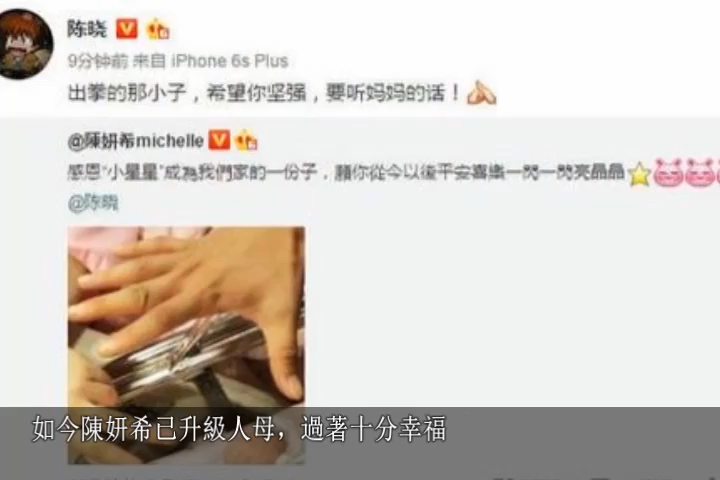 陈晓
9分钟前 来自 iPhone 6s Plus
出拳的那小子，希望你坚强，要听妈妈的话！
@陳妍希michelle
感恩“小星星”成為我們家的一份子，願你從今以後平安喜樂一閃一閃亮晶晶
@陈晓
如今陳妍希已升級人母，過著十分幸福